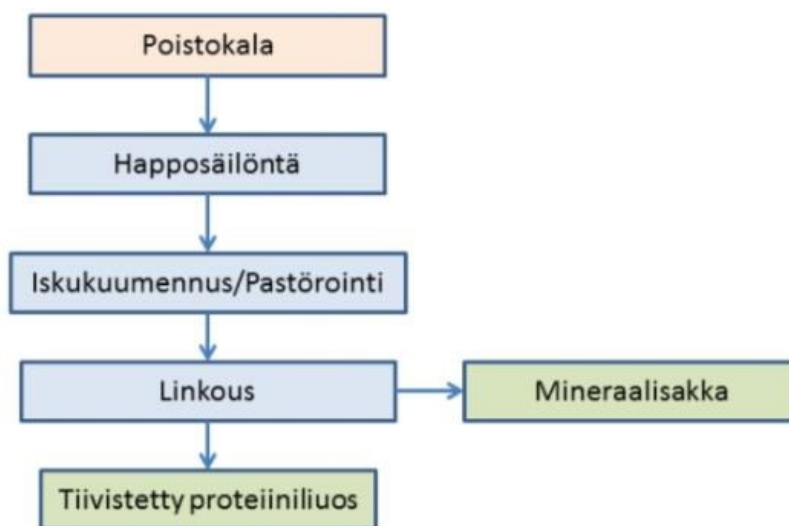 Poistokala
Happosäilöntä
Iskukuumennus/Pastörointi
Linkous
Mineraalisakka
Tiivistetty proteiiniliuos